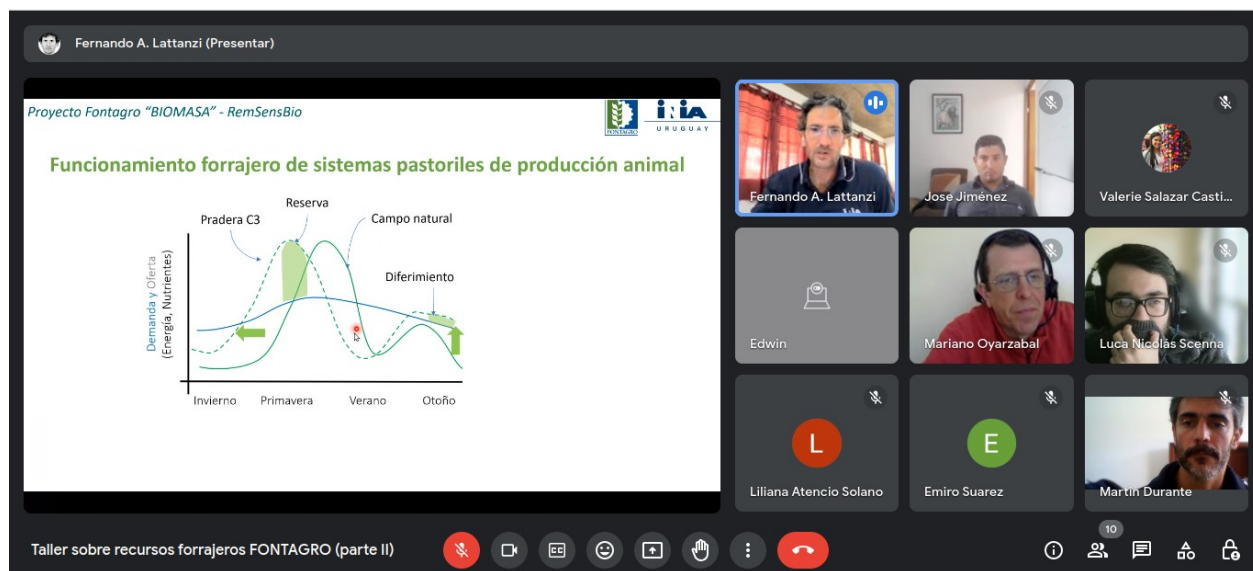 Fernando A. Lattanzi (Presentar)
Proyecto Fontagro "BIOMASA" - RemSensBio
FONTAGRO
inia
URUGUAY
Funcionamiento forrajero de sistemas pastoriles de producción animal
Reserva
Pradera C3
Campo natural
Diferimiento
Demanda y Oferta
(Energía, Nutrientes)
Invierno Primavera Verano Otoño
Fernando A. Lattanzi
Jose Jiménez
Valerie Salazar Casti...
Edwin
Mariano Oyarzabal
Luca Nicolás Scenna
L
E
Liliana Atencio Solano
Emiro Suarez
Martín Durante
Taller sobre recursos forrajeros FONTAGRO (parte II)
CC
10